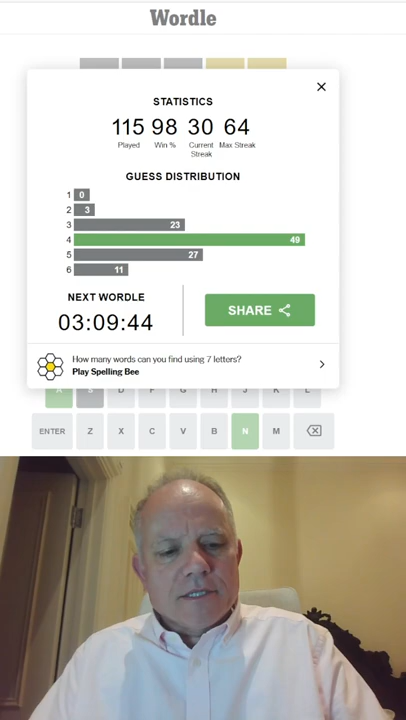 Wordle
STATISTICS
115 98 30 64
Played Win % Current Streak Max Streak
GUESS DISTRIBUTION
1 0
2 3
3 23
4 49
5 27
6 11
NEXT WORDLE
03:09:44
SHARE
How many words can you find using 7 letters?
Play Spelling Bee
A S D F G H J K L
ENTER Z X C V B N M